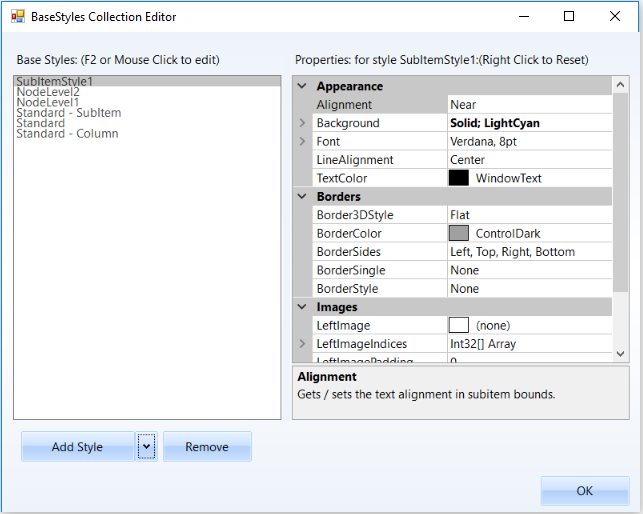 BaseStyles Collection Editor
Base Styles: (F2 or Mouse Click to edit)
SubItemStyle1
NodeLevel2
NodeLevel1
Standard - SubItem
Standard
Standard - Column
Add Style
Remove
Properties: for style SubItemStyle1:(Right Click to Reset)
Appearance
Alignment Near
Background Solid; LightCyan
Font Verdana, 8pt
LineAlignment Center
TextColor WindowText
Borders
Border3DStyle Flat
BorderColor ControlDark
BorderSides Left, Top, Right, Bottom
BorderSingle None
BorderStyle None
Images
LeftImage (none)
LeftImageIndices Int32[] Array
LeftImagePadding 0
Alignment
Gets / sets the text alignment in subitem bounds.
OK